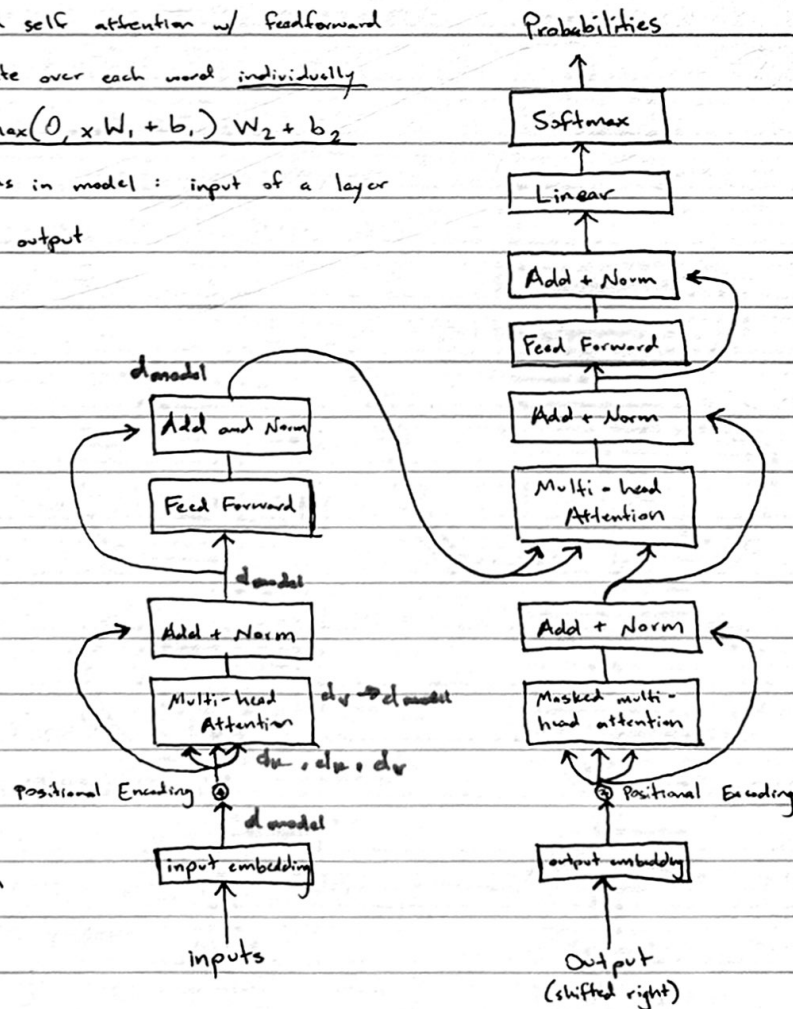 self attention w/ feedforward
te over each word individually
max(0, x W₁ + b₁) W₂ + b₂
s in model : input of a layer
output
Probabilities
Softmax
Linear
Add + Norm
Feed Forward
Add + Norm
Multi-head
Attention
Add + Norm
Masked multi-
head attention
Positional Encoding
output embedding
Output
(shifted right)
dmodel
Add and Norm
Feed Forward
dmodel
Add + Norm
Multi-head
Attention
dv → dmodel
dk, dk, dv
Positional Encoding
dmodel
input embedding
inputs